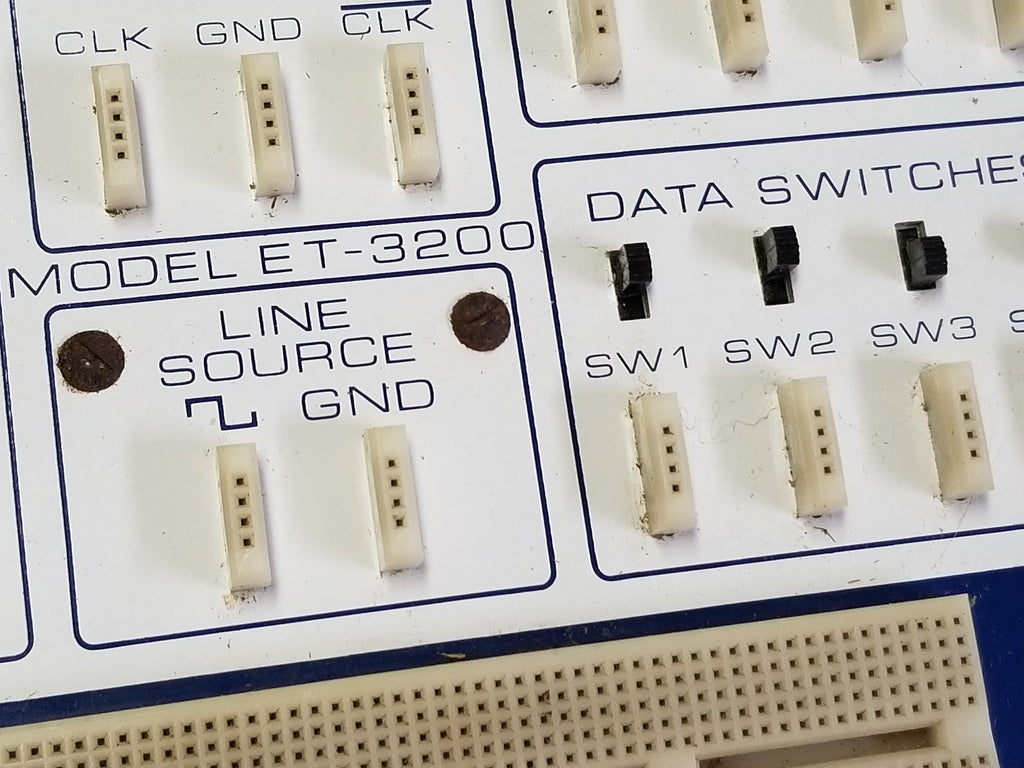 CLK GND CLK
DATA SWITCHES
MODEL ET-3200
LINE
SOURCE
GND
SW1 SW2 SW3